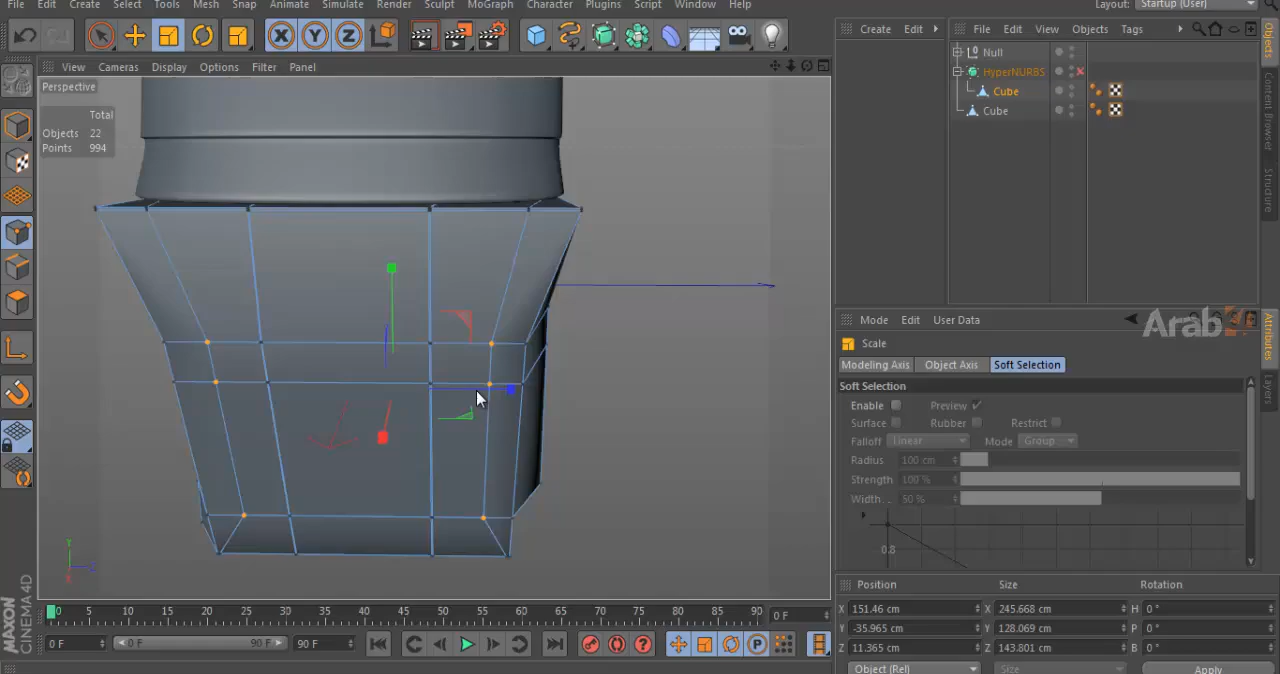 File Edit Create Select Tools Mesh Snap Animate Simulate Render Sculpt MoGraph Character Plugins Script Window Help Layout: Startup (User)
Create Edit File Edit View Objects Tags
View Cameras Display Options Filter Panel
Perspective
Total
Objects 22
Points 994
Null
HyperNURBS
Cube
Cube
Objects
Content Browser
Structure
Mode Edit User Data
Arab
Scale
Modeling Axis Object Axis Soft Selection
Soft Selection
Enable Preview
Surface Rubber Restrict
Falloff Linear Mode Group
Radius 100 cm
Strength 100 %
Width... 50 %
0.8
Attributes
Layers
Position Size Rotation
X 151.46 cm X 245.668 cm H 0 °
Y -35.965 cm Y 128.069 cm P 0 °
Z 11.365 cm Z 143.801 cm B 0 °
Object (Rel) Size Apply
0 5 10 15 20 25 30 35 40 45 50 55 60 65 70 75 80 85 90 0 F
0 F 0 F 90 F 90 F
MAXON
CINEMA 4D